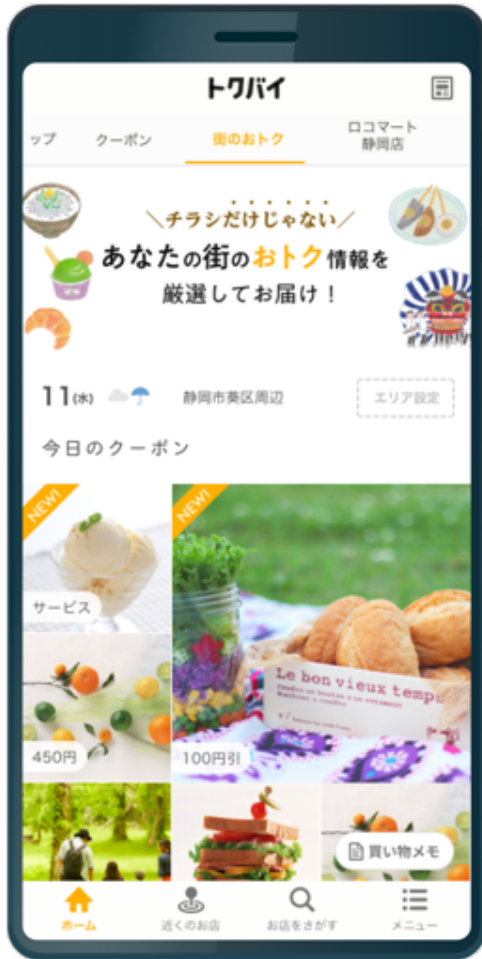 トクバイ
ップ
クーポン
街のおトク
ロコマート
静岡店
＼チラシだけじゃない／
あなたの街のおトク情報を
厳選してお届け！
11(水)
静岡市葵区周辺
エリア設定
今日のクーポン
NEW!
NEW!
サービス
Le bon vieux temps
450円
100円引
買い物メモ
ホーム
近くのお店
お店をさがす
メニュー